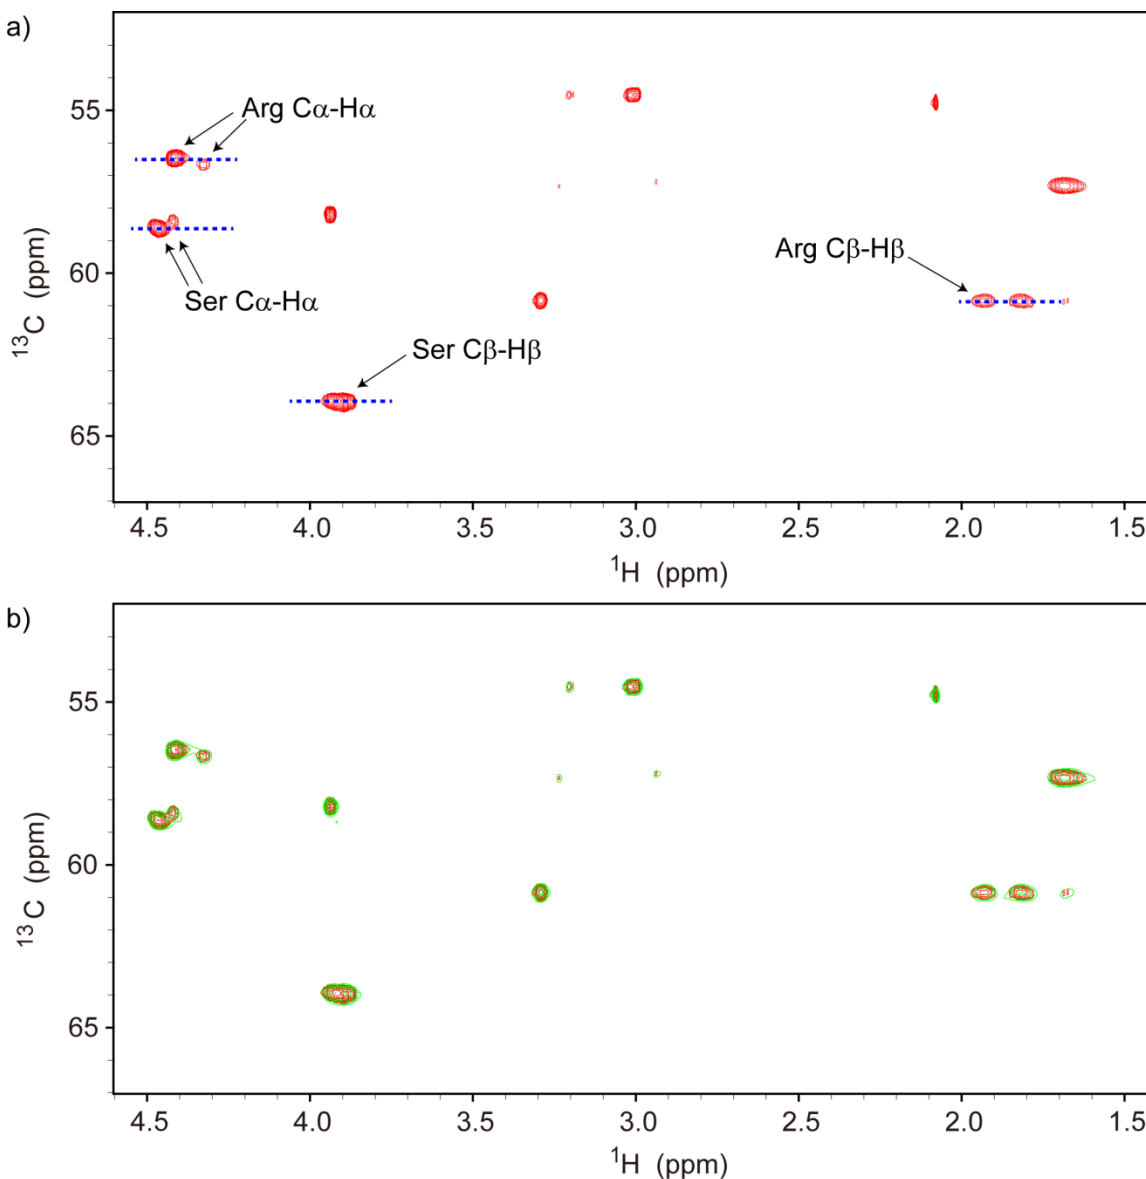 a)
55
Arg Cα-Hα
Arg Cβ-Hβ
60
Ser Cα-Hα
Ser Cβ-Hβ
65
13C (ppm)
4.5 4.0 3.5 3.0 2.5 2.0 1.5
1H (ppm)
b)
55
60
65
13C (ppm)
4.5 4.0 3.5 3.0 2.5 2.0 1.5
1H (ppm)